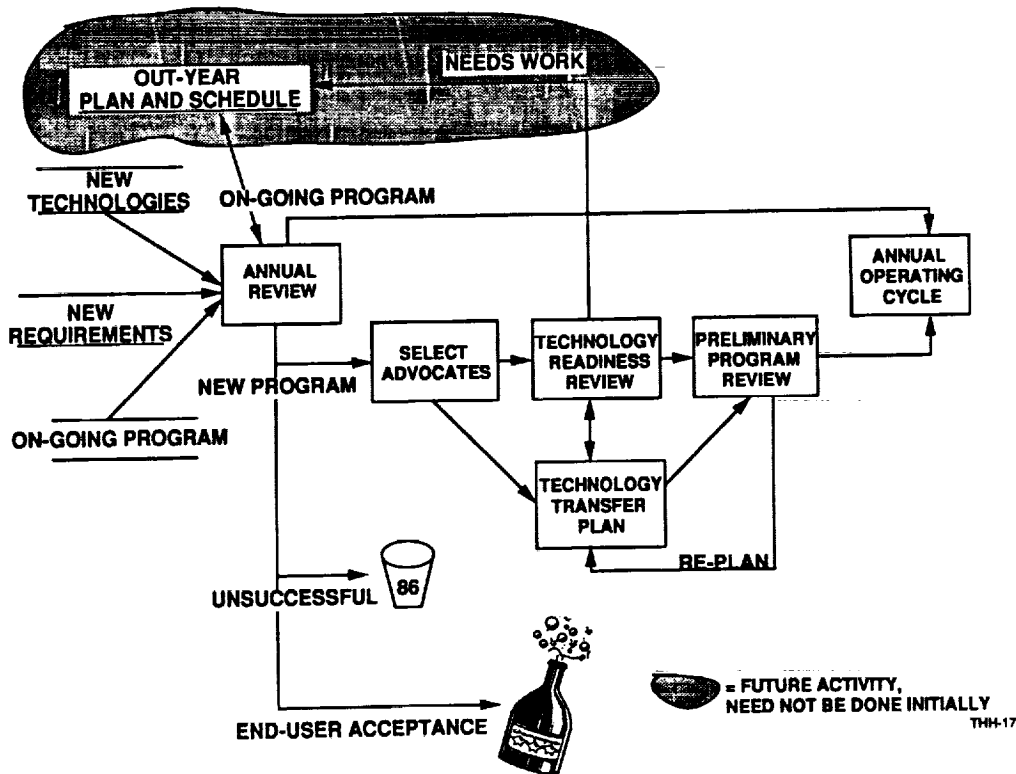 NEEDS WORK
OUT-YEAR
PLAN AND SCHEDULE
NEW
TECHNOLOGIES
ON-GOING PROGRAM
ANNUAL
REVIEW
ANNUAL
OPERATING
CYCLE
NEW
REQUIREMENTS
SELECT
ADVOCATES
TECHNOLOGY
READINESS
REVIEW
PRELIMINARY
PROGRAM
REVIEW
NEW PROGRAM
ON-GOING PROGRAM
TECHNOLOGY
TRANSFER
PLAN
RE-PLAN
UNSUCCESSFUL
86
END-USER ACCEPTANCE
= FUTURE ACTIVITY,
NEED NOT BE DONE INITIALLY
THH-17